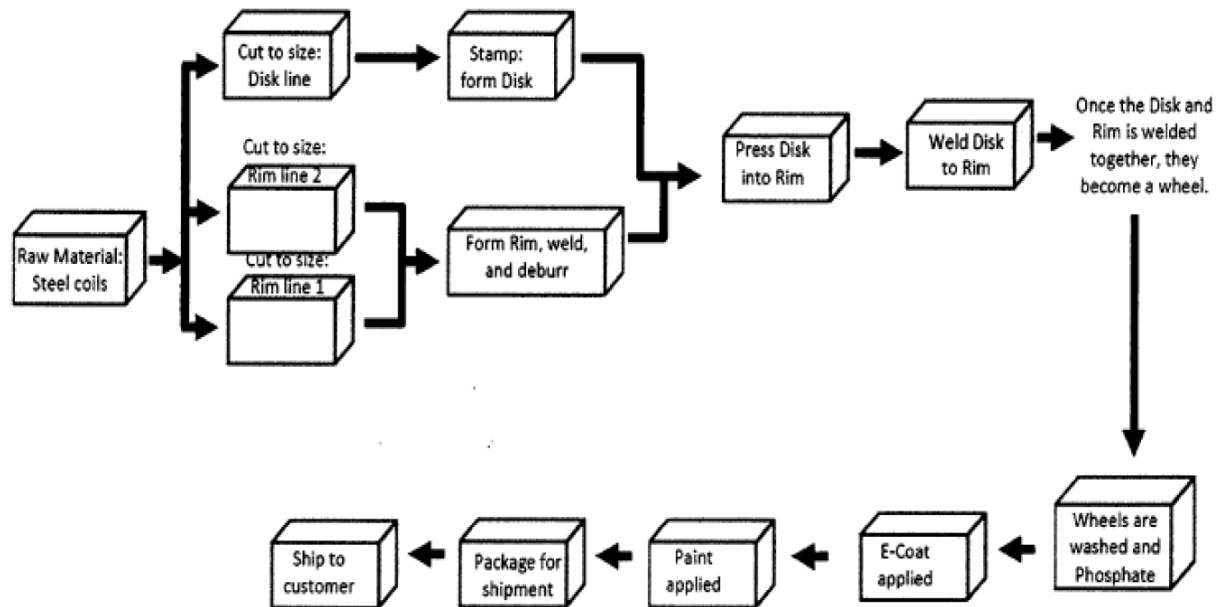 Cut to size:
Disk line
Stamp:
form Disk
Cut to size:
Rim line 2
Raw Material:
Steel coils
Cut to size:
Rim line 1
Form Rim, weld,
and deburr
Press Disk
into Rim
Weld Disk
to Rim
Once the Disk and
Rim is welded
together, they
become a wheel.
Wheels are
washed and
Phosphate
E-Coat
applied
Paint
applied
Package for
shipment
Ship to
customer